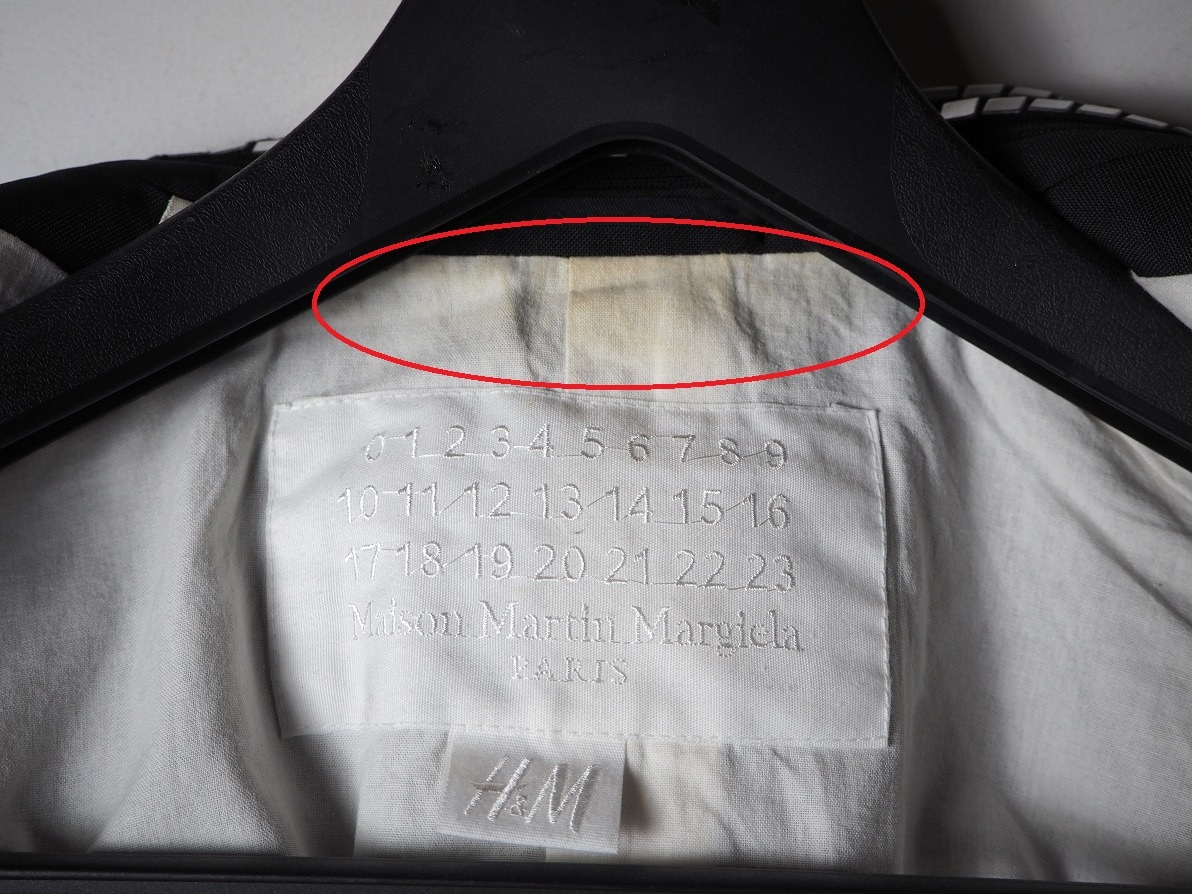 0 1 2 3 4 5 6 7 8 9
10 11 12 13 14 15 16
17 18 19 20 21 22 23
Maison Martin Margiela
PARIS
H&M